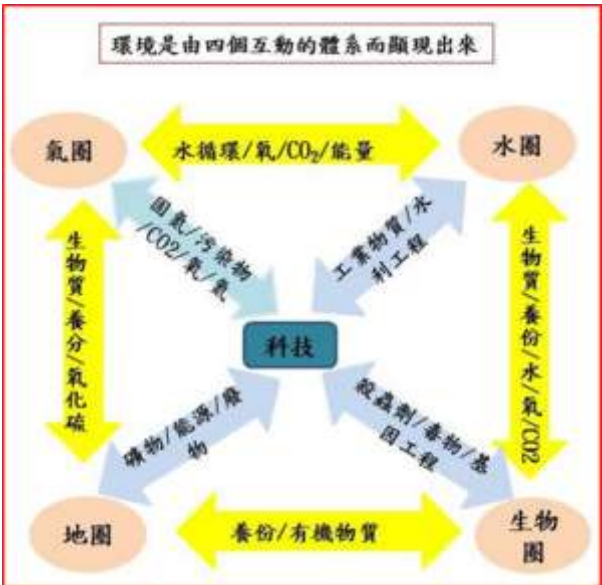 環境是由四個互動的體系而顯現出來
氣圈
水循環/氧/CO₂/能量
水圈
固氮/污染物
/CO2/氧/氮
工業物質/水
利工程
生物質/養分/氧化硫
生物質/養份/水/氧/CO2
科技
礦物/能源/廢
物
殺蟲劑/毒物/基
因工程
地圈
養份/有機物質
生物
圈